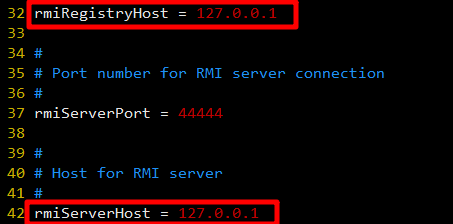 32 rmiRegistryHost = 127.0.0.1
33
34 #
35 # Port number for RMI server connection
36 #
37 rmiServerPort = 44444
38
39 #
40 # Host for RMI server
41 #
42 rmiServerHost = 127.0.0.1